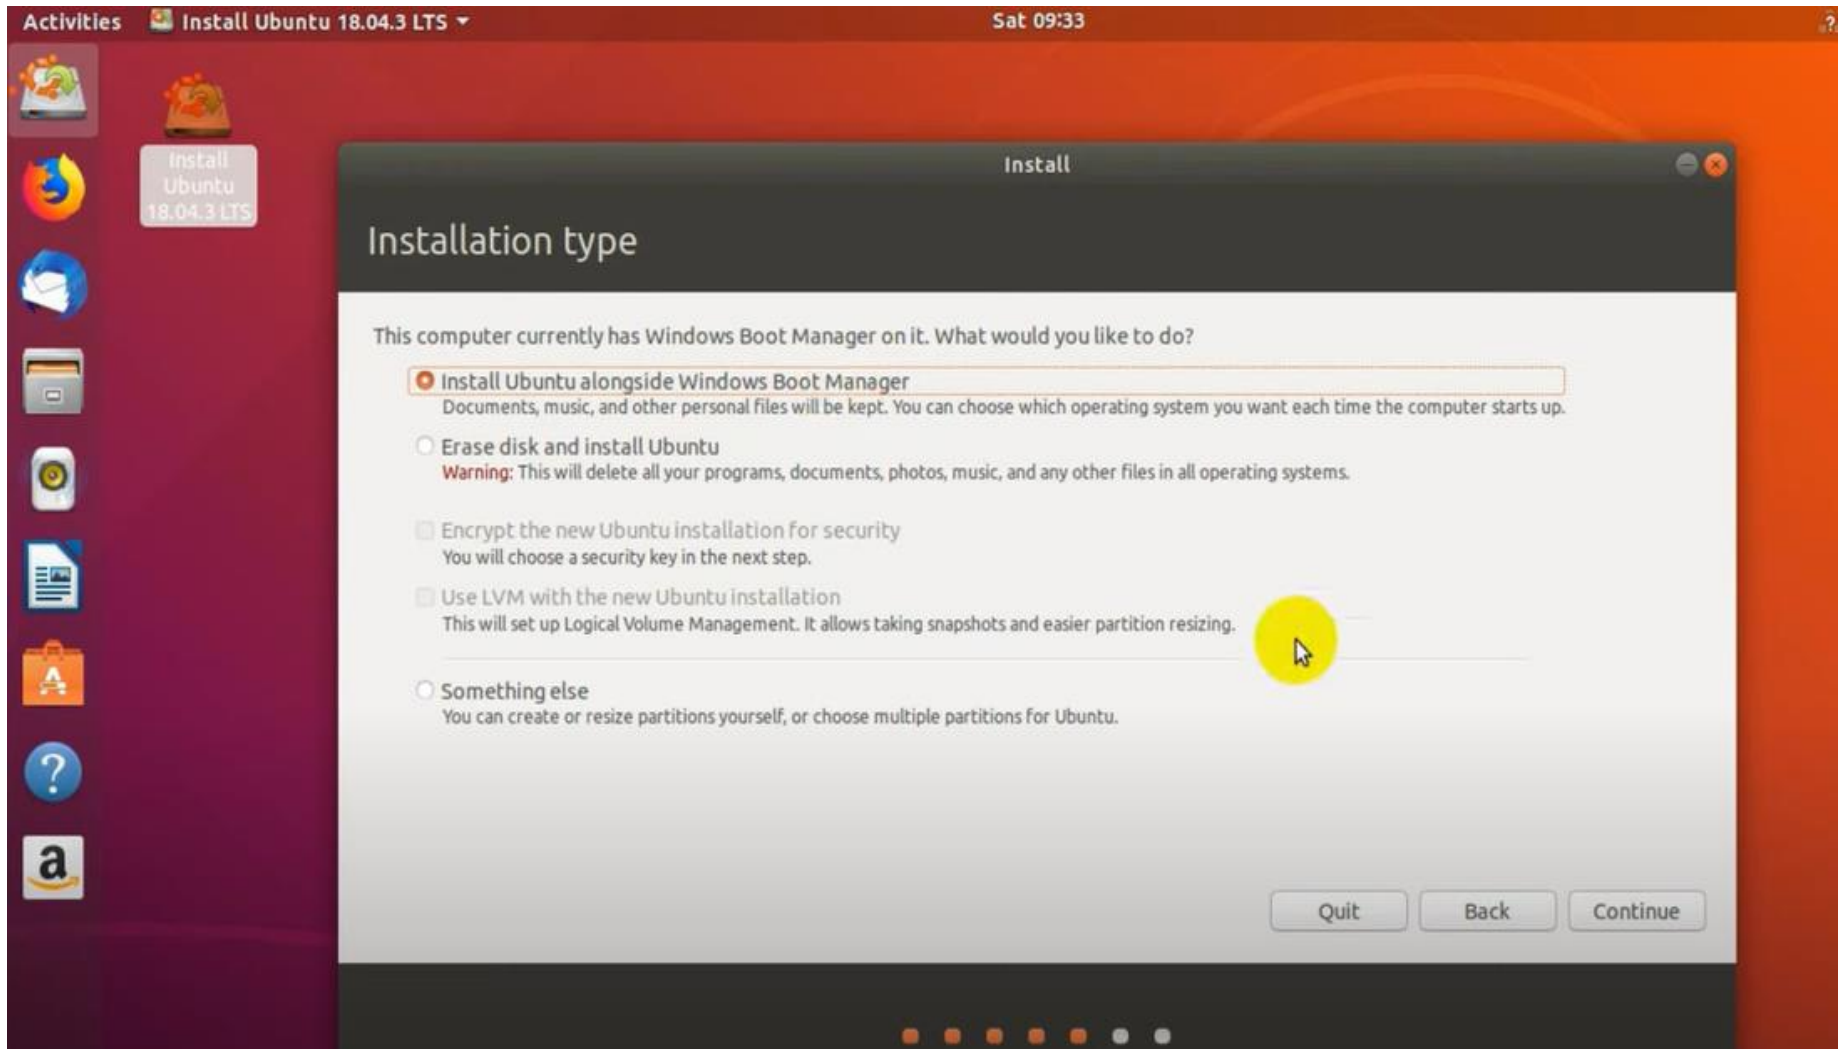 Activities
Install Ubuntu 18.04.3 LTS
Sat 09:33
?
Install
Ubuntu
18.04.3 LTS
Install
Installation type
This computer currently has Windows Boot Manager on it. What would you like to do?
Install Ubuntu alongside Windows Boot Manager
Documents, music, and other personal files will be kept. You can choose which operating system you want each time the computer starts up.
Erase disk and install Ubuntu
Warning: This will delete all your programs, documents, photos, music, and any other files in all operating systems.
Encrypt the new Ubuntu installation for security
You will choose a security key in the next step.
Use LVM with the new Ubuntu installation
This will set up Logical Volume Management. It allows taking snapshots and easier partition resizing.
Something else
You can create or resize partitions yourself, or choose multiple partitions for Ubuntu.
?
a
Quit
Back
Continue